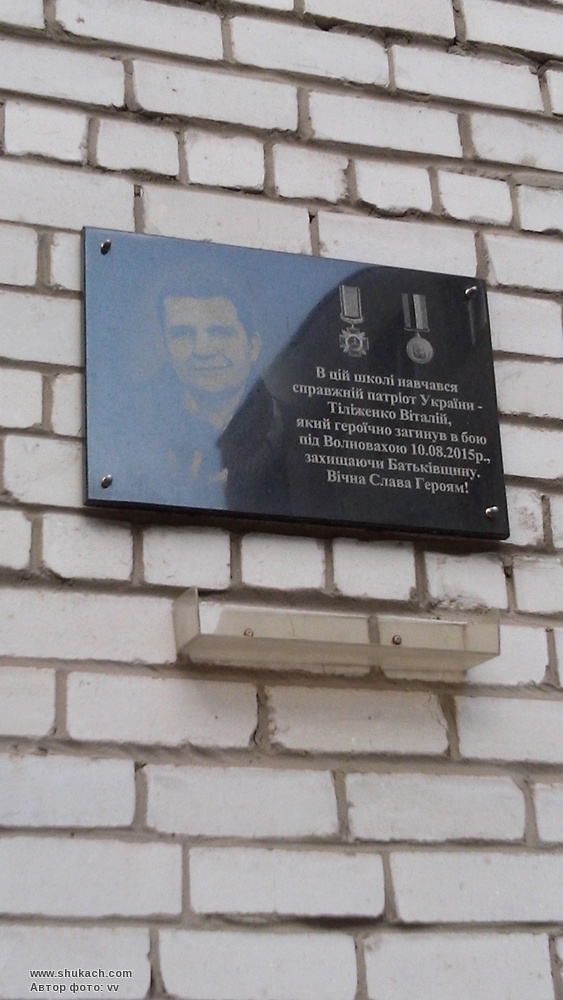 В цій школі навчався
справжній патріот України -
Тіліженко Віталій,
який героїчно загинув в бою
під Волновахою 10.08.2015р.,
захищаючи Батьківщину.
Вічна Слава Героям!
www.shukach.com
Автор фото: vv